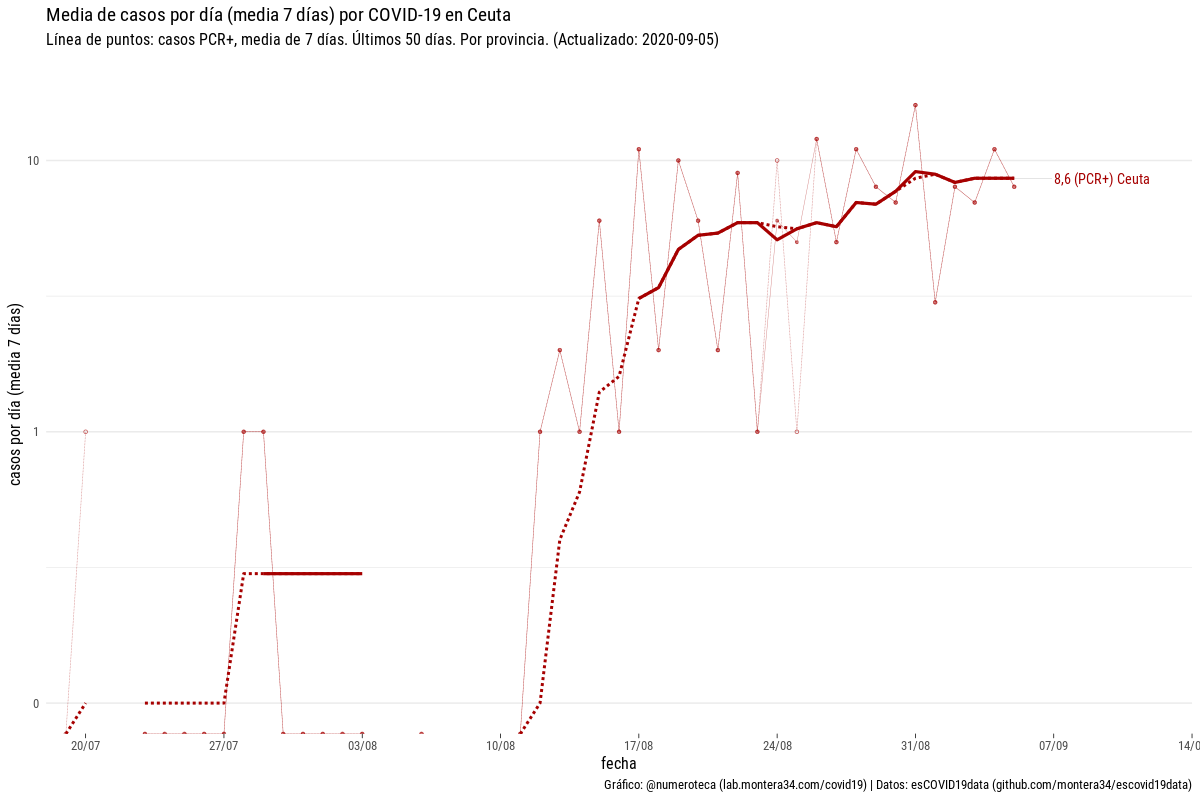 Media de casos por día (media 7 días) por COVID-19 en Ceuta
Línea de puntos: casos PCR+, media de 7 días. Últimos 50 días. Por provincia. (Actualizado: 2020-09-05)
casos por día (media 7 días)
10
1
0
8,6 (PCR+) Ceuta
20/07
27/07
03/08
10/08
17/08
24/08
31/08
07/09
14/0
fecha
Gráfico: @numeroteca (lab.montera34.com/covid19) | Datos: esCOVID19data (github.com/montera34/escovid19data)